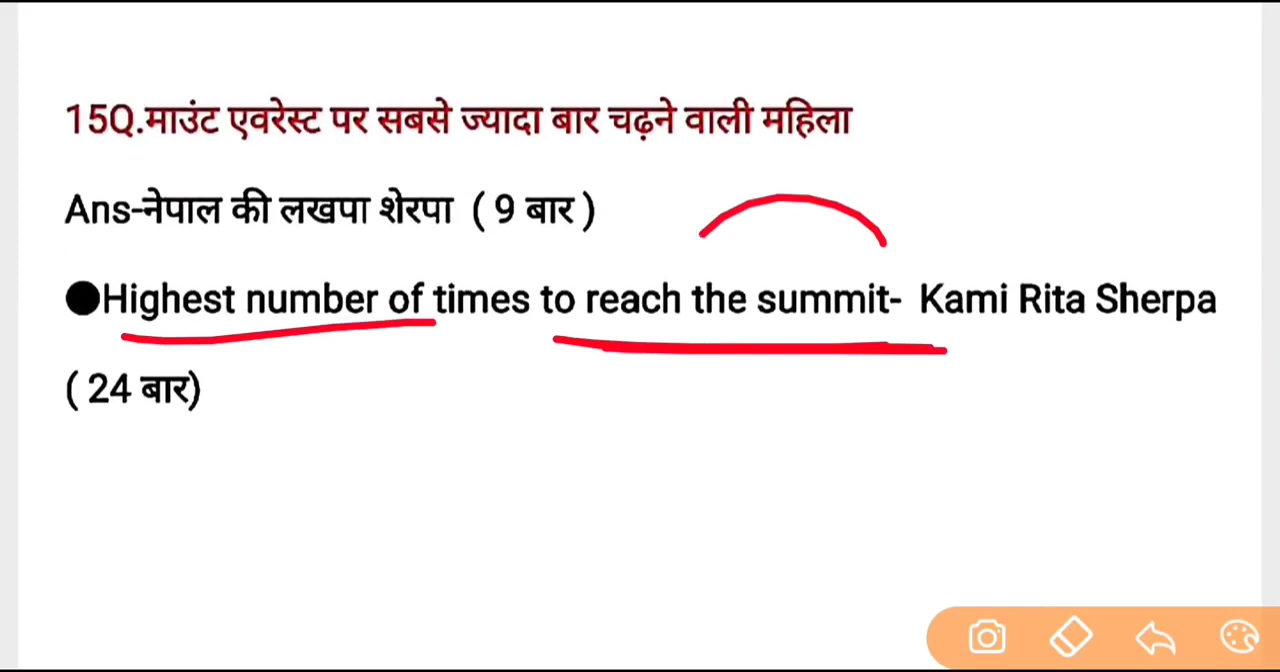 15Q.माउंट एवरेस्ट पर सबसे ज्यादा बार चढ़ने वाली महिला
Ans-नेपाल की लखपा शेरपा ( 9 बार )
●Highest number of times to reach the summit- Kami Rita Sherpa
( 24 बार)